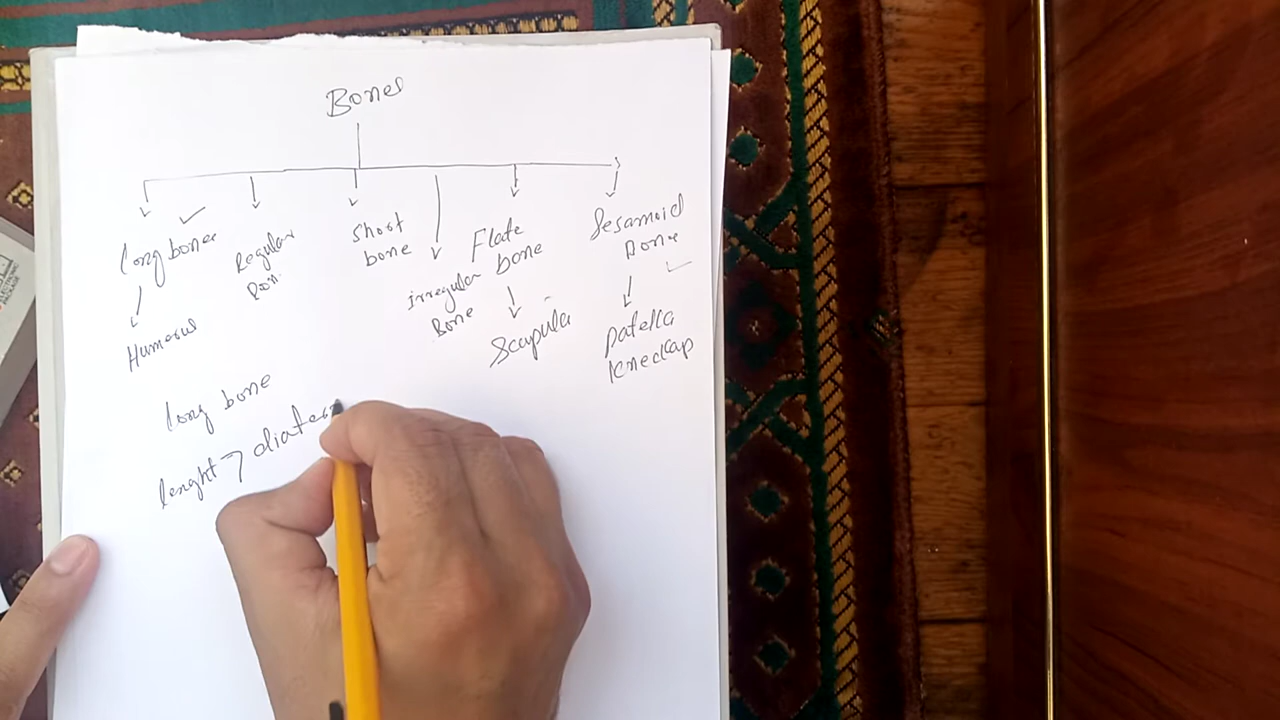 Bones
long bones
Regular
Bon.
short
bone
irregular
Bone
Flate
bone
Sesamoid
Bone
Humerus
Scapula
patella
kneecap
long bone
lenght > diate